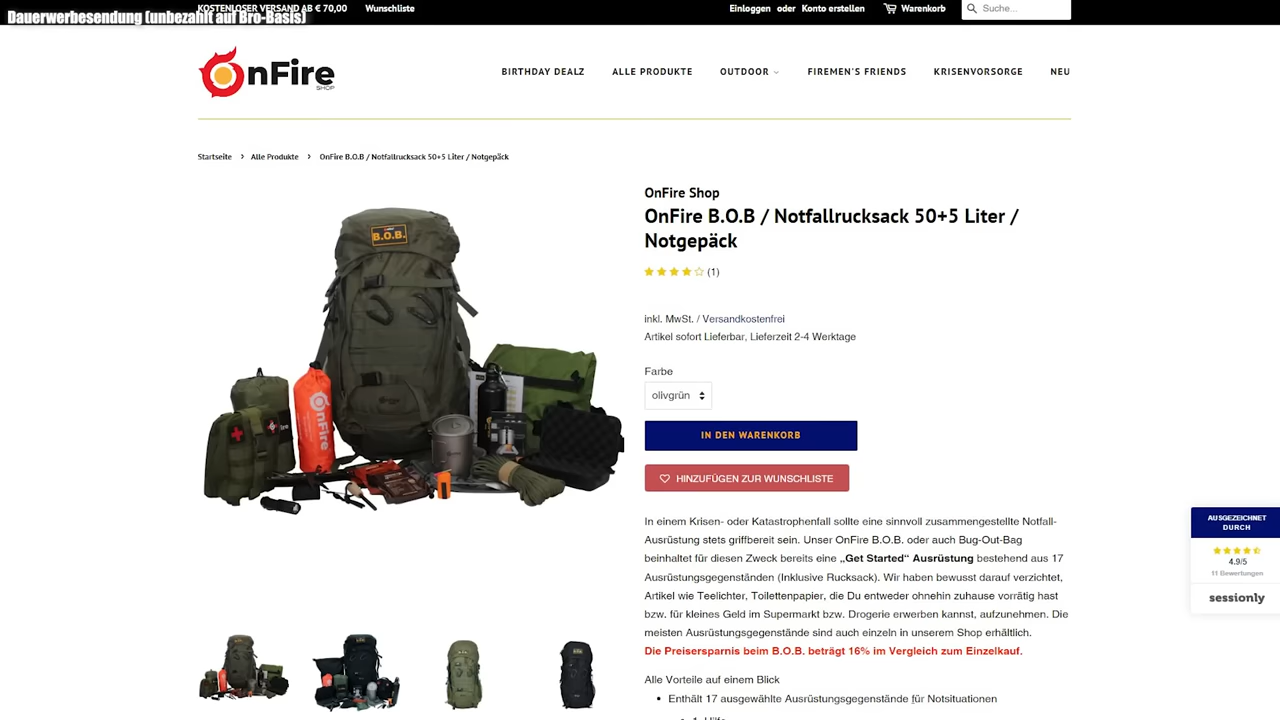 KOSTENLOSER VERSAND AB € 70,00
Wunschliste
Einloggen oder Konto erstellen
Warenkorb
Suche...
Dauerwerbesendung (unbezahlt auf Bro-Basis)
OnFire
SHOP
BIRTHDAY DEALZ
ALLE PRODUKTE
OUTDOOR
FIREMEN'S FRIENDS
KRISENVORSORGE
NEU
Startseite › Alle Produkte › OnFire B.O.B / Notfallrucksack 50+5 Liter / Notgepäck
B.O.B.
OnFire
OnFire
OnFire Shop
OnFire B.O.B / Notfallrucksack 50+5 Liter /
Notgepäck
(1)
inkl. MwSt. / Versandkostenfrei
Artikel sofort Lieferbar, Lieferzeit 2-4 Werktage
Farbe
olivgrün
IN DEN WARENKORB
HINZUFÜGEN ZUR WUNSCHLISTE
In einem Krisen- oder Katastrophenfall sollte eine sinnvoll zusammengestellte Notfall-
Ausrüstung stets griffbereit sein. Unser OnFire B.O.B. oder auch Bug-Out-Bag
beinhaltet für diesen Zweck bereits eine „Get Started“ Ausrüstung bestehend aus 17
Ausrüstungsgegenständen (Inklusive Rucksack). Wir haben bewusst darauf verzichtet,
Artikel wie Teelichter, Toilettenpapier, die Du entweder ohnehin zuhause vorrätig hast
bzw. für kleines Geld im Supermarkt bzw. Drogerie erwerben kannst, aufzunehmen. Die
meisten Ausrüstungsgegenstände sind auch einzeln in unserem Shop erhältlich.
Die Preisersparnis beim B.O.B. beträgt 16% im Vergleich zum Einzelkauf.
Alle Vorteile auf einem Blick
• Enthält 17 ausgewählte Ausrüstungsgegenstände für Notsituationen
AUSGEZEICHNET
DURCH
4,9/5
11 Bewertungen
sessionly